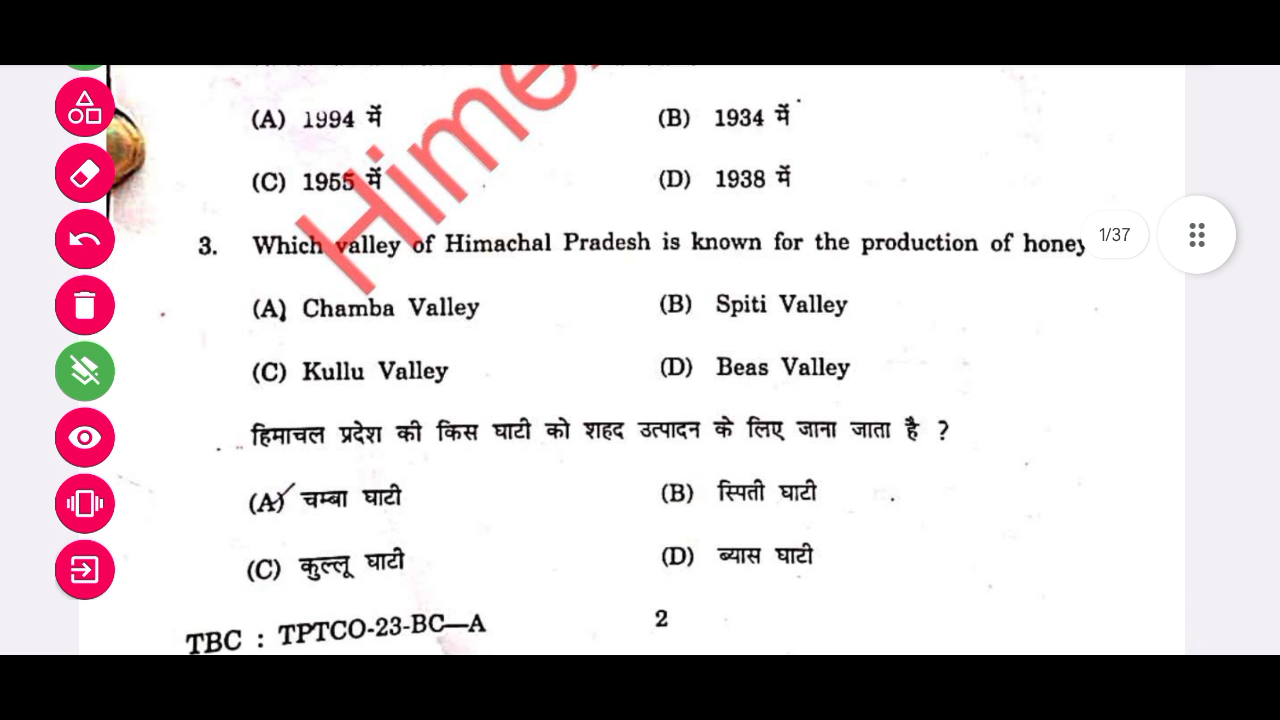 (A) 1994 में (B) 1934 में
(C) 1955 में (D) 1938 में
3. Which valley of Himachal Pradesh is known for the production of honey
(A) Chamba Valley (B) Spiti Valley
(C) Kullu Valley (D) Beas Valley
हिमाचल प्रदेश की किस घाटी को शहद उत्पादन के लिए जाना जाता है ?
(A) चम्बा घाटी (B) स्पिती घाटी
(C) कुल्लू घाटी (D) ब्यास घाटी
TBC : TPTCO-23-BC—A 2
Hime
1/37